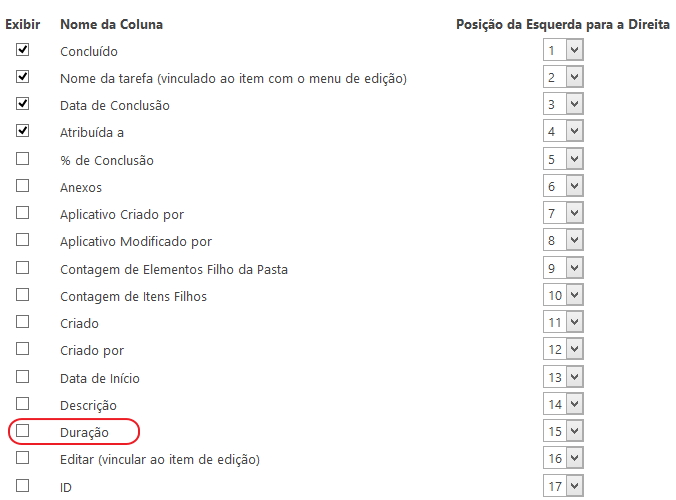 Exibir Nome da Coluna Posição da Esquerda para a Direita
Concluído 1
Nome da tarefa (vinculado ao item com o menu de edição) 2
Data de Conclusão 3
Atribuída a 4
% de Conclusão 5
Anexos 6
Aplicativo Criado por 7
Aplicativo Modificado por 8
Contagem de Elementos Filho da Pasta 9
Contagem de Itens Filhos 10
Criado 11
Criado por 12
Data de Início 13
Descrição 14
Duração 15
Editar (vincular ao item de edição) 16
ID 17